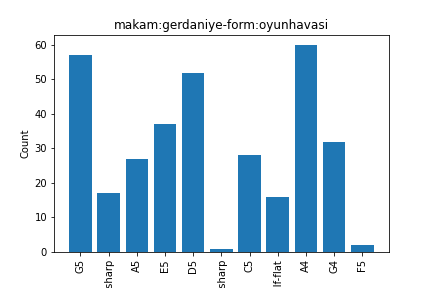 makam:gerdaniye-form:oyunhavasi
Count
60
50
40
30
20
10
0
G5
sharp
A5
E5
D5
sharp
C5
lf-flat
A4
G4
F5